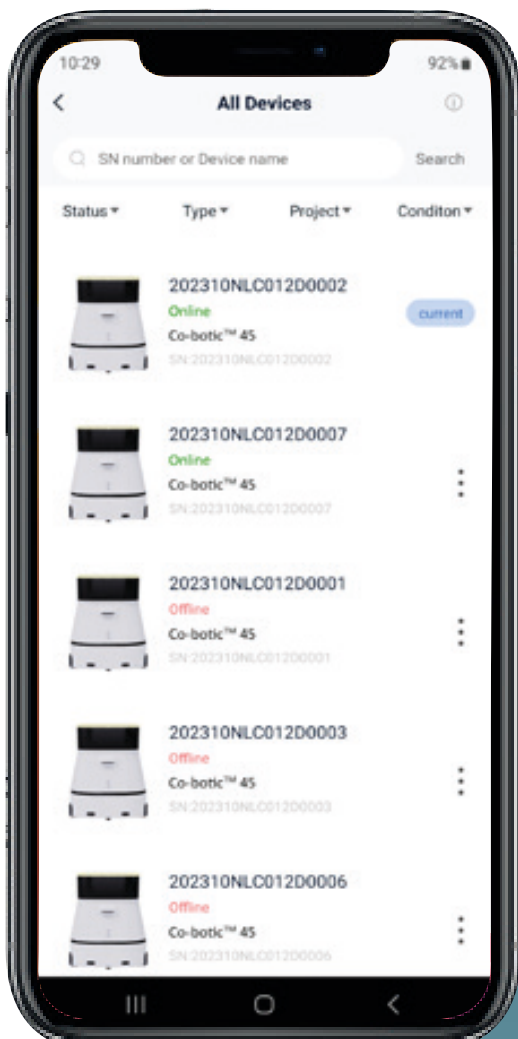 10:29 92%
All Devices
SN number or Device name Search
Status Type Project Conditon
202310NLC012D0002
Online
current
Co-botic™ 45
SN:202310NLC012D0002
202310NLC012D0007
Online
Co-botic™ 45
SN:202310NLC012D0007
202310NLC012D0001
Offline
Co-botic™ 45
SN:202310NLC012D0001
202310NLC012D0003
Offline
Co-botic™ 45
SN:202310NLC012D0003
202310NLC012D0006
Offline
Co-botic™ 45
SN:202310NLC012D0006